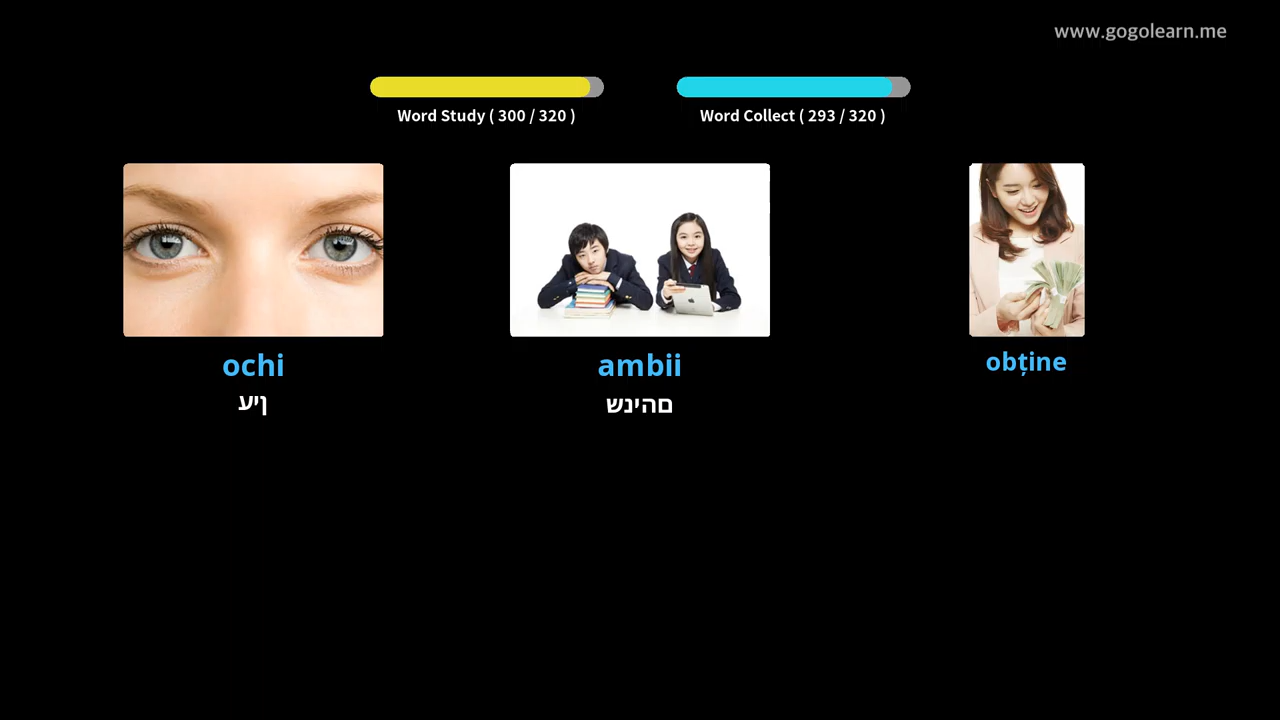 www.gogolearn.me
Word Study ( 300 / 320 )
Word Collect ( 293 / 320 )
ochi
ambii
obține
עין
שניהם